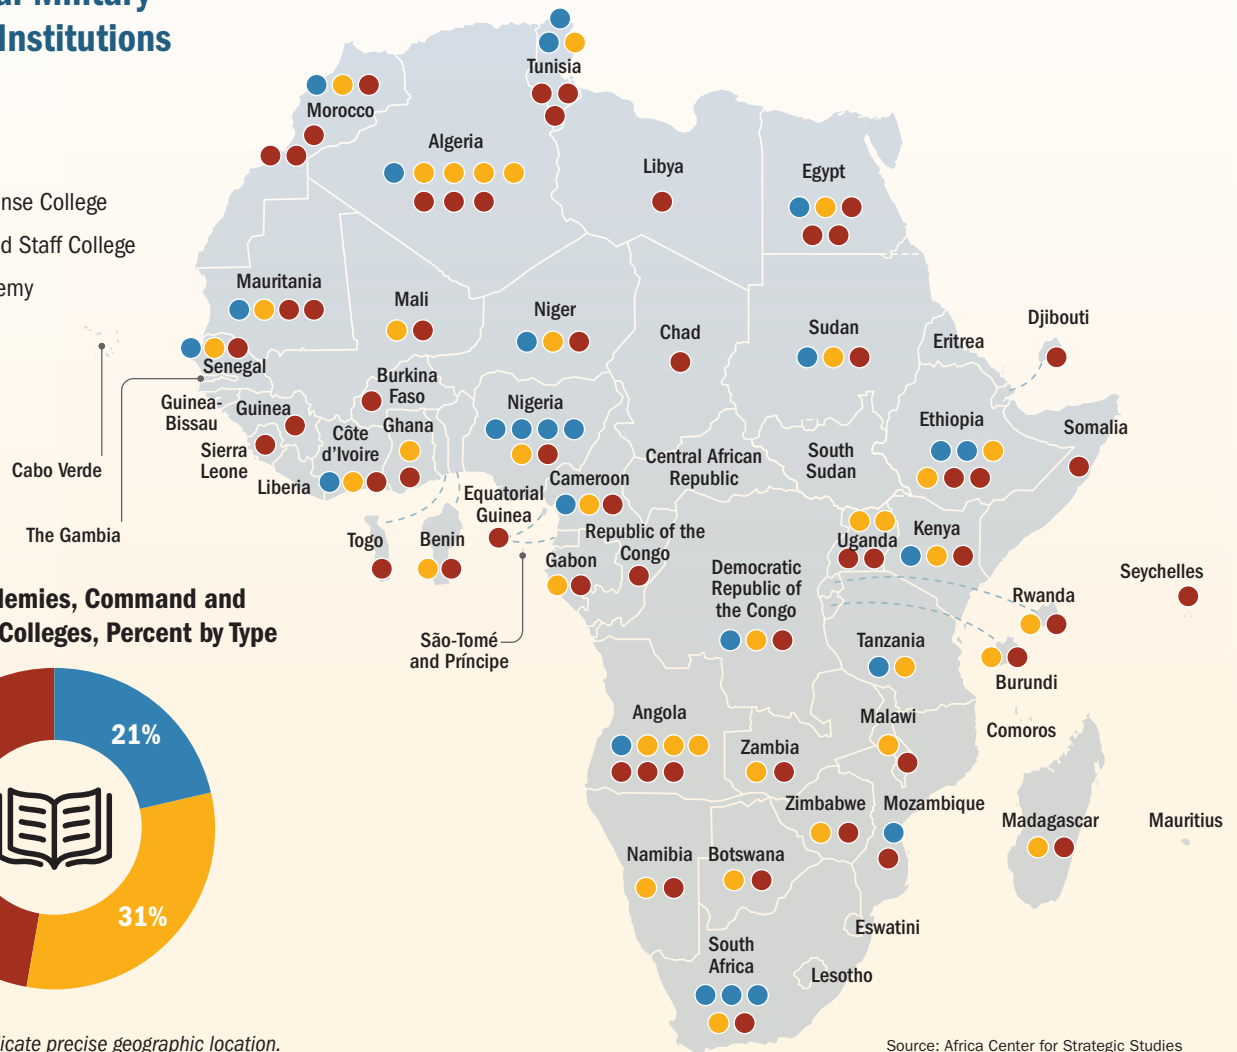 Institutions
nse College
d Staff College
emy
Tunisia
Morocco
Algeria
Libya
Egypt
Mauritania
Mali
Niger
Chad
Sudan
Eritrea
Djibouti
Senegal
Guinea-
Bissau
Guinea
Burkina
Faso
Nigeria
Ghana
Côte
d’Ivoire
Sierra
Leone
Liberia
Ethiopia
Somalia
South
Sudan
Central African
Republic
Cameroon
Equatorial
Guinea
Cabo Verde
The Gambia
Togo
Benin
Gabon
Republic of the
Congo
Democratic
Republic of
the Congo
Uganda
Kenya
Seychelles
Rwanda
Burundi
Tanzania
São-Tomé
and Príncipe
Comoros
Angola
Zambia
Malawi
Zimbabwe
Mozambique
Madagascar
Mauritius
Namibia
Botswana
Eswatini
South
Africa
Lesotho
lemies, Command and
Colleges, Percent by Type
21%
31%
licate precise geographic location.
Source: Africa Center for Strategic Studies